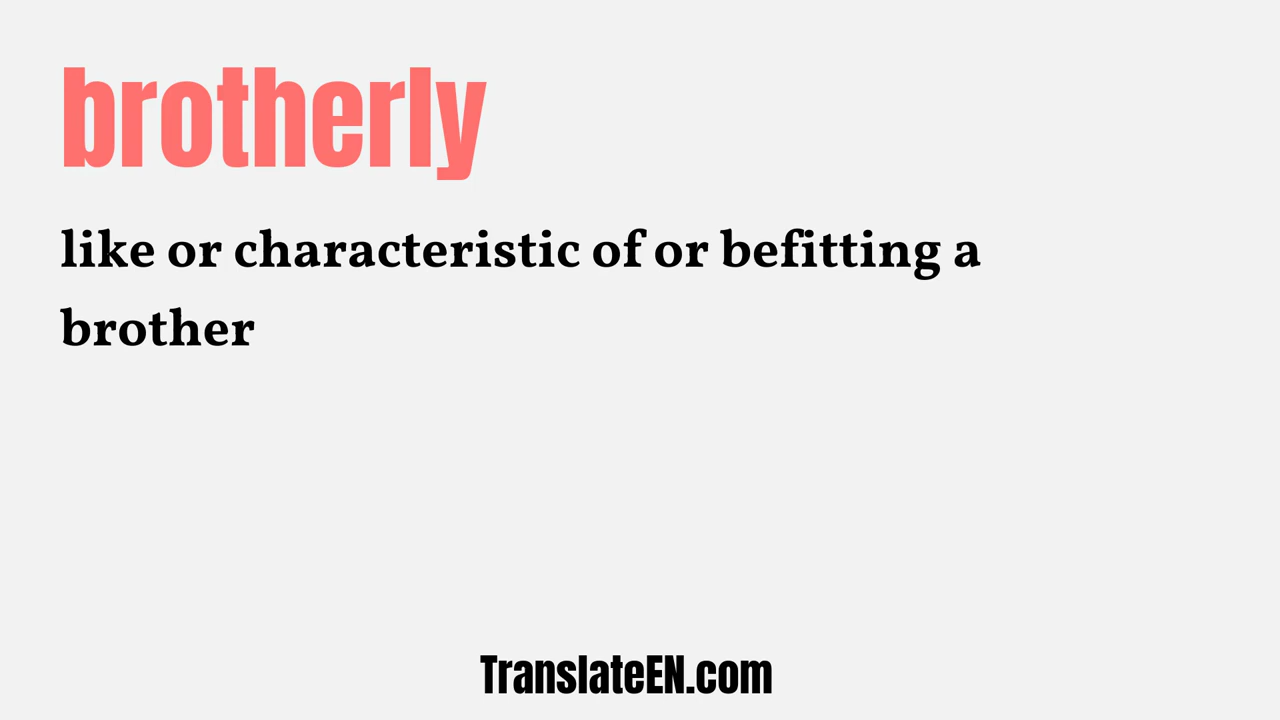 brotherly
like or characteristic of or befitting a
brother
TranslateEN.com